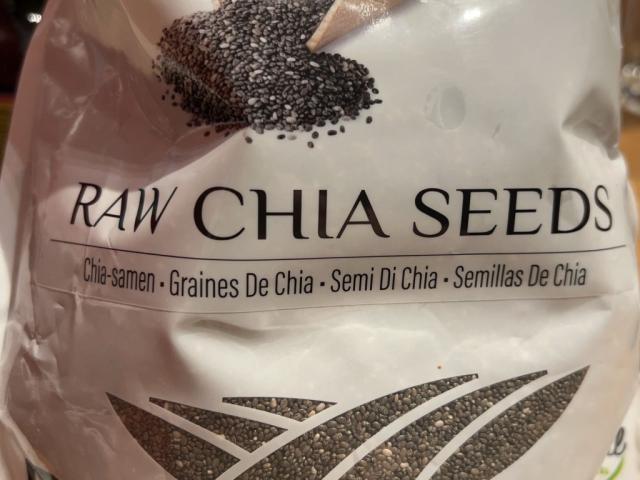 RAW CHIA SEEDS
Chia-samen · Graines De Chia · Semi Di Chia · Semillas De Chia